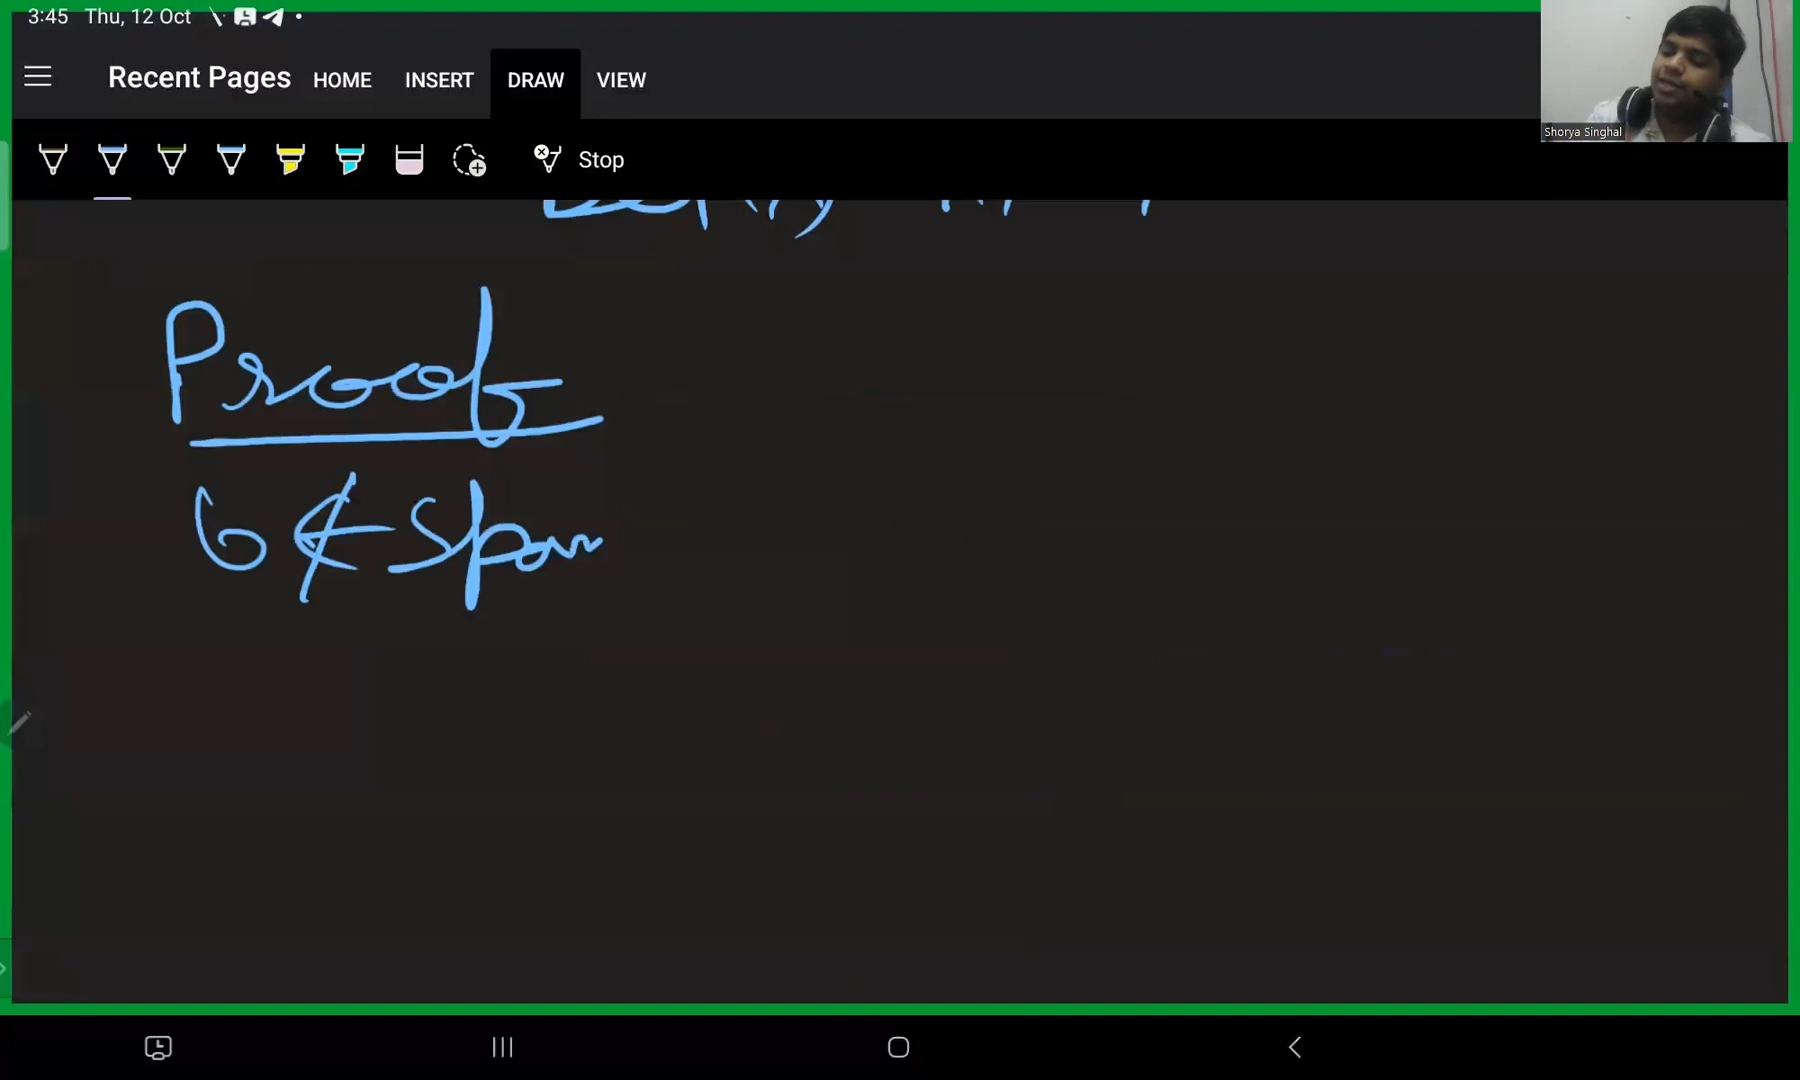 3:45 Thu, 12 Oct
Recent Pages HOME INSERT DRAW VIEW
Shorya Singhal
Stop
Proof
b ∉ Span